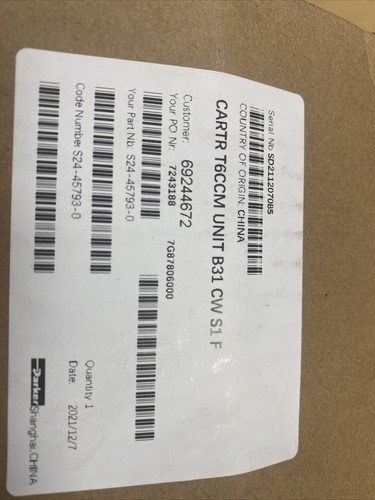 Serial Nb SD211207085
COUNTRY OF ORIGIN: CHINA
CARTR T6CCM UNIT B31 CW S1 F
Customer: 69244672
Your PO Nr: 7243188 7G87806000
Your Part Nb. S24-45793-0
Code Number S24-45793-0
Quantity 1
Date. 2021/12/7
Parker Shanghai,CHINA